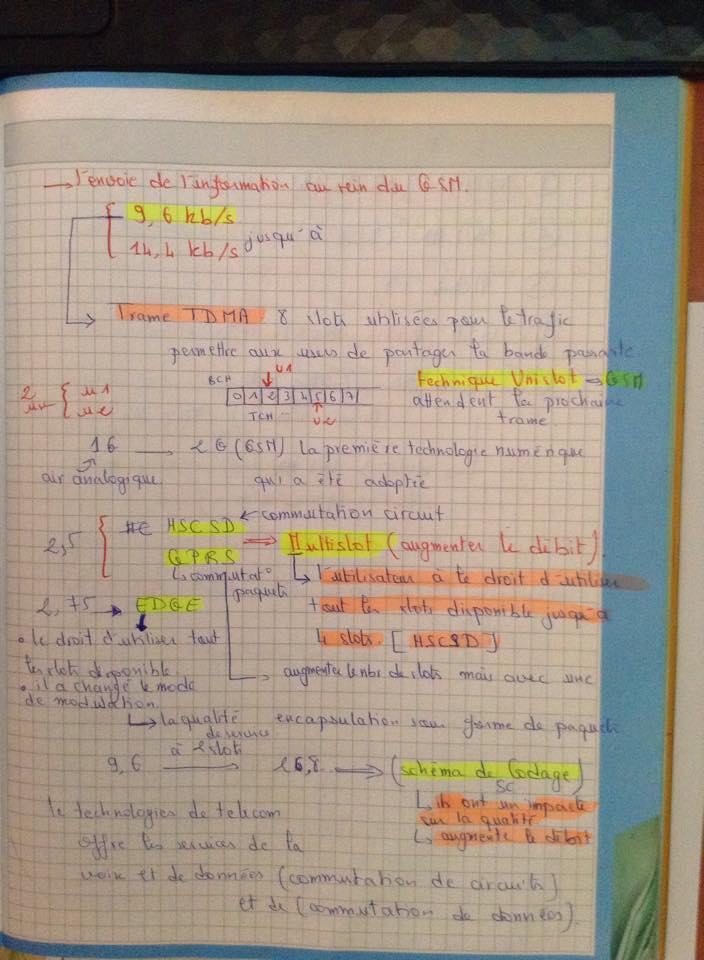 → l'envoie de l'information au sein du GSM.
9,6 kb/s
jusqu'à
14,4 kb/s
→ Trame TDMA 8 slots utilisées pour le trafic
permettre aux users de partager la bande passante
U1
BCH
technique Unislot ⇒ GSM
2 { u1
u2
0 1 2 3 4 5 6 7
attendent la prochaine
TCH ...
U2
trame
1G → 2G (GSM) la première technologie numérique
analogique
qui a été adoptée
← commutation circuit
2,5 { HSCSD
⇒ Multislot (augmenter le débit).
GPRS
↳ commutat°
paquets
↳ l'utilisateur à le droit d'utiliser
2,75 → EDGE
tout les slots disponible jusqu'à
• le droit d'utiliser tout
4 slots [HSCSD]
les slots disponible
→ augmenter le nbr de slots mais avec une
• il a changé le mode
de modulation.
↳ la qualité
de service
encapsulation sous forme de paquets
à 2 slots
9,6 → 26,8 ⇒ (schéma de Codage)
SC
↳ ils ont un impacte
sur la qualité
le technologies de telecom
↳ augmente le débit
offre les services de la
voix et de données (commutation de circuits)
et de (commutation de données).